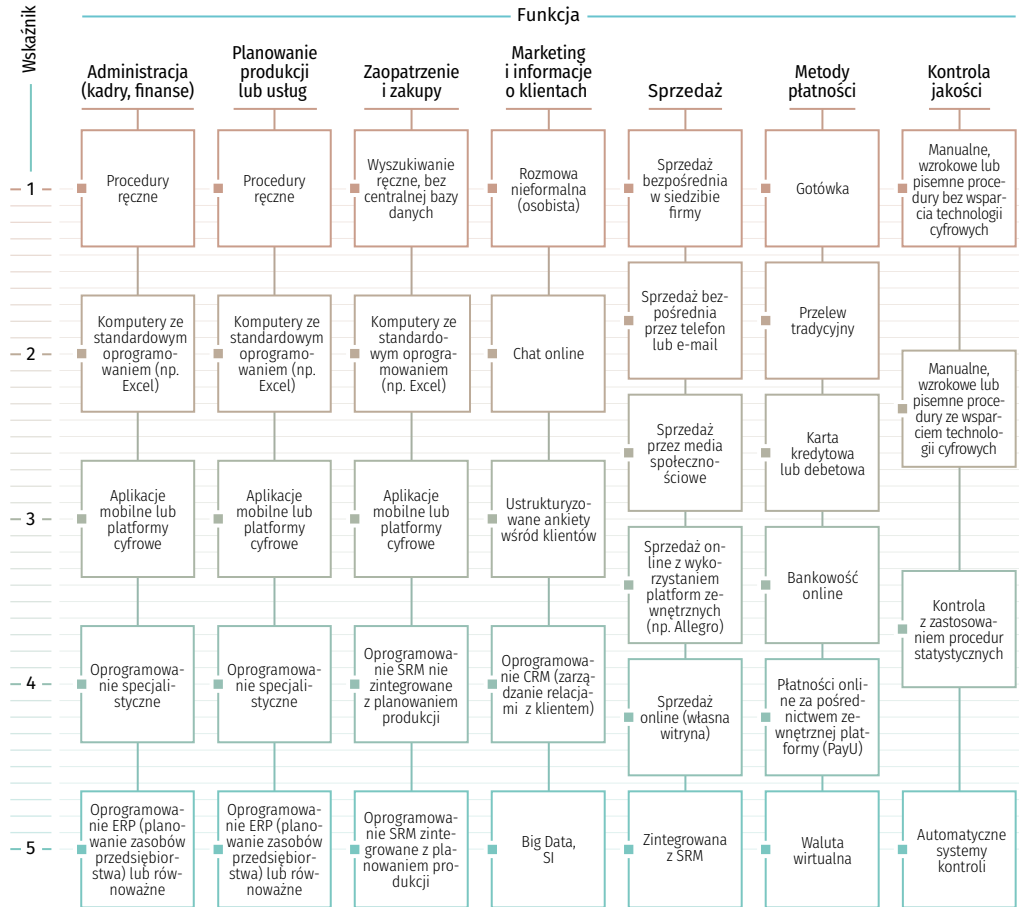 Wskaźnik
Funkcja
Administracja
(kadry, finanse)
Planowanie
produkcji
lub usług
Zaopatrzenie
i zakupy
Marketing
i informacje
o klientach
Sprzedaż
Metody
płatności
Kontrola
jakości
1
Procedury
ręczne
Procedury
ręczne
Wyszukiwanie
ręczne, bez
centralnej bazy
danych
Rozmowa
nieformalna
(osobista)
Sprzedaż
bezpośrednia
w siedzibie
firmy
Gotówka
Manualne,
wzrokowe lub
pisemne proce-
dury bez wspar-
cia technologii
cyfrowych
2
Komputery ze
standardowym
oprogramo-
waniem (np.
Excel)
Komputery ze
standardowym
oprogramo-
waniem (np.
Excel)
Komputery ze
standardo-
wym oprogra-
mowaniem
(np. Excel)
Chat online
Sprzedaż bez-
pośrednia
przez telefon
lub e-mail
Przelew
tradycyjny
Manualne,
wzrokowe lub
pisemne proce-
dury ze wspar-
ciem technolo-
gii cyfrowych
Sprzedaż
przez media
społeczno-
ściowe
Karta
kredytowa
lub debetowa
3
Aplikacje
mobilne lub
platformy
cyfrowe
Aplikacje
mobilne lub
platformy
cyfrowe
Aplikacje
mobilne lub
platformy
cyfrowe
Ustrukturyzo-
wane ankiety
wśród klientów
Sprzedaż on-
line z wyko-
rzystaniem
platform ze-
wnętrznych
(np. Allegro)
Bankowość
online
Kontrola
z zastosowa-
niem procedur
statystycznych
4
Oprogramowa-
nie specjali-
styczne
Oprogramowa-
nie specjali-
styczne
Oprogramowa-
nie SRM nie
zintegrowane
z planowaniem
produkcji
Oprogramowa-
nie CRM (zarzą-
dzanie relacja-
mi z klientem)
Sprzedaż
online (własna
witryna)
Płatności onli-
ne za pośred-
nictwem ze-
wnętrznej plat-
formy (PayU)
5
Oprogramowa-
nie ERP (plano-
wanie zasobów
przedsiębior-
stwa) lub rów-
noważne
Oprogramowa-
nie ERP (plano-
wanie zasobów
przedsiębior-
stwa) lub rów-
noważne
Oprogramowa-
nie SRM zinte-
growane z pla-
nowaniem pro-
dukcji
Big Data,
SI
Zintegrowana
z SRM
Waluta
wirtualna
Automatyczne
systemy
kontroli